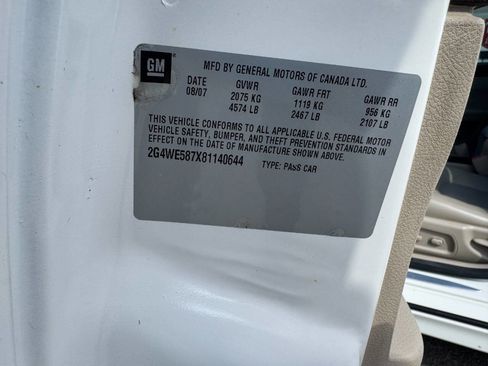 GM
MFD BY GENERAL MOTORS OF CANADA LTD.
DATE GVWR GAWR FRT GAWR RR
08/07 2075 KG 1119 KG 956 KG
4574 LB 2467 LB 2107 LB
THIS VEHICLE CONFORMS TO ALL APPLICABLE U.S. FEDERAL MOTOR
VEHICLE SAFETY, BUMPER, AND THEFT PREVENTION STANDARDS IN
EFFECT ON THE DATE OF MANUFACTURE SHOWN ABOVE.
2G4WE587X81140644 TYPE: PASS CAR